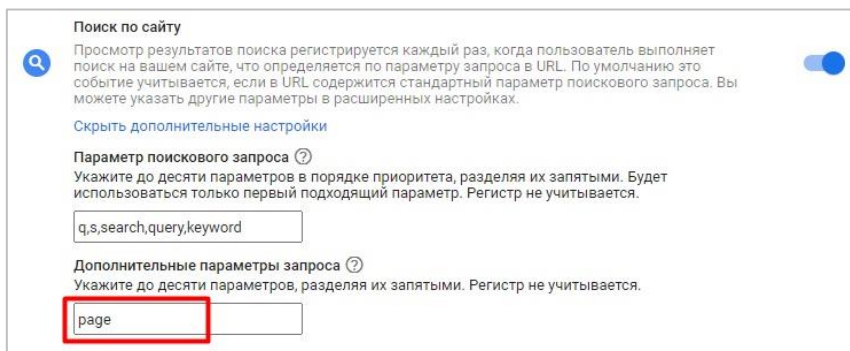 Поиск по сайту
Просмотр результатов поиска регистрируется каждый раз, когда пользователь выполняет
поиск на вашем сайте, что определяется по параметру запроса в URL. По умолчанию это
событие учитывается, если в URL содержится стандартный параметр поискового запроса. Вы
можете указать другие параметры в расширенных настройках.
Скрыть дополнительные настройки
Параметр поискового запроса ?
Укажите до десяти параметров в порядке приоритета, разделяя их запятыми. Будет
использоваться только первый подходящий параметр. Регистр не учитывается.
q,s,search,query,keyword
Дополнительные параметры запроса ?
Укажите до десяти параметров, разделяя их запятыми. Регистр не учитывается.
page